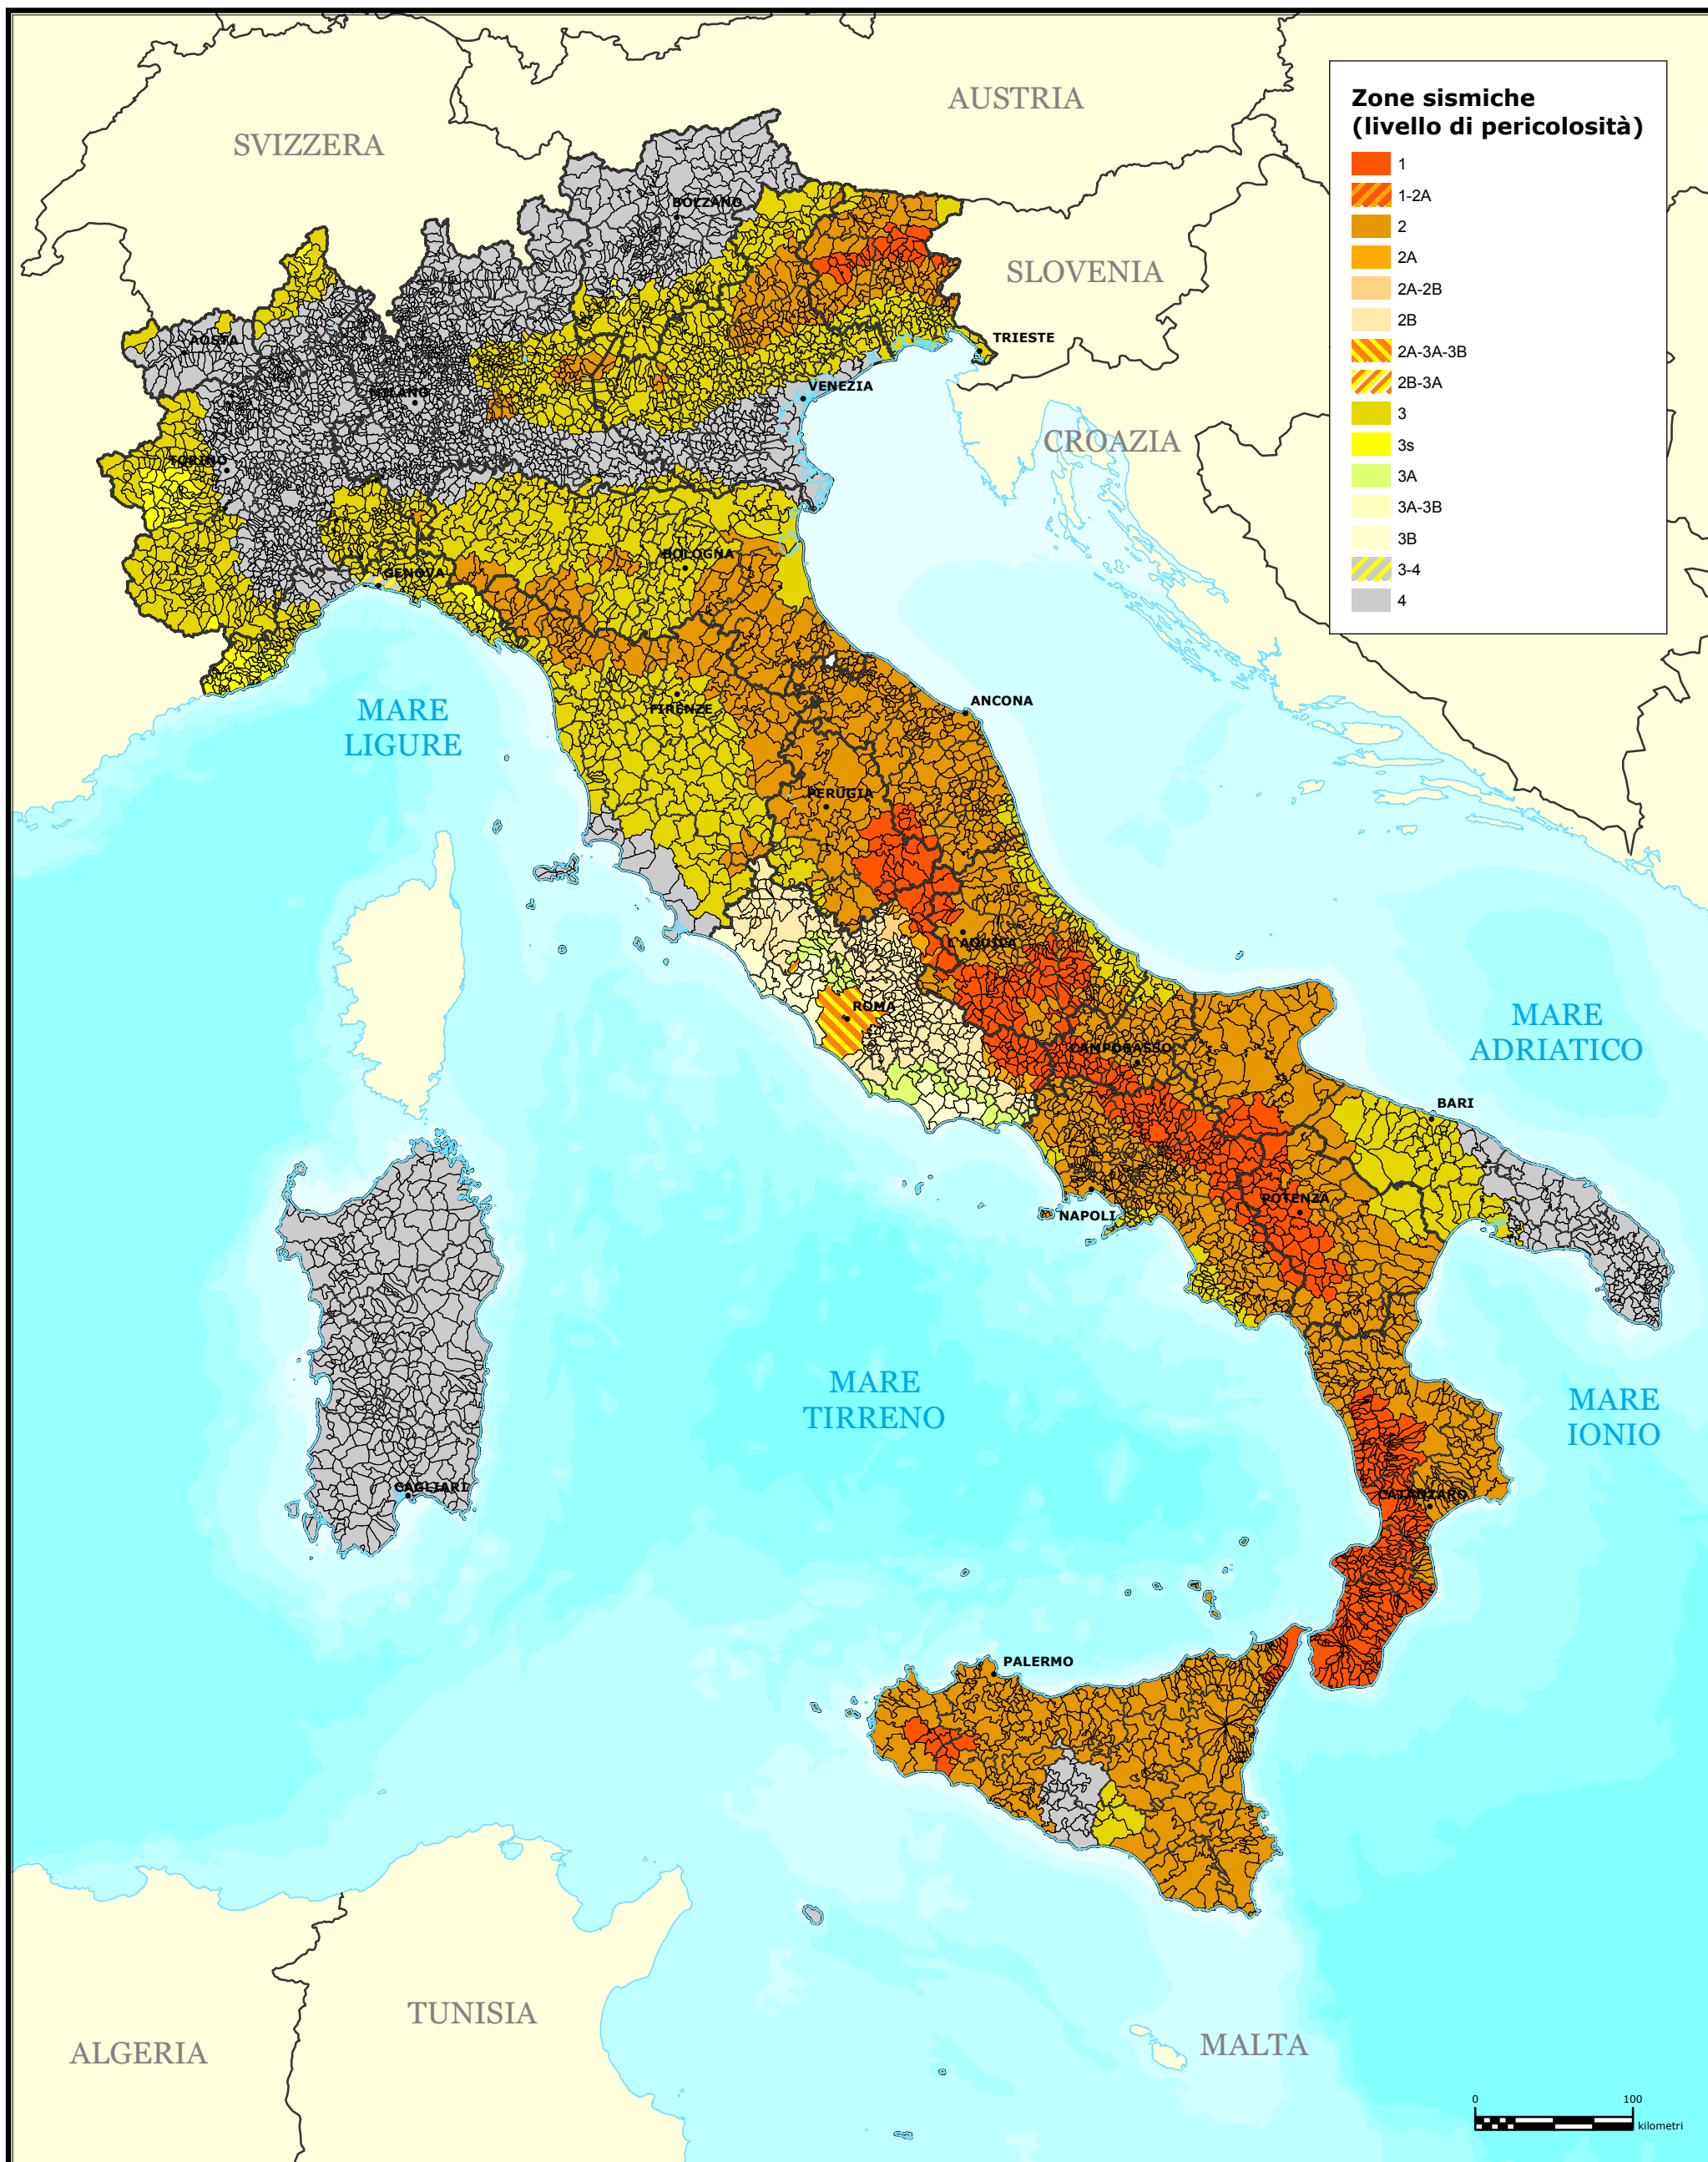 AUSTRIA
SVIZZERA
Zone sismiche
(livello di pericolosità)
1
1-2A
2
2A
2A-2B
2B
2A-3A-3B
2B-3A
3
3s
3A
3A-3B
3B
3-4
4
BOLZANO
SLOVENIA
AOSTA
TRIESTE
MILANO
VENEZIA
CROAZIA
TORINO
BOLOGNA
GENOVA
ANCONA
MARE
LIGURE
FIRENZE
PERUGIA
L'AQUILA
ROMA
MARE
ADRIATICO
CAMPOBASSO
BARI
POTENZA
NAPOLI
MARE
TIRRENO
MARE
IONIO
CAGLIARI
CATANZARO
PALERMO
TUNISIA
ALGERIA
MALTA
0 100
kilometri